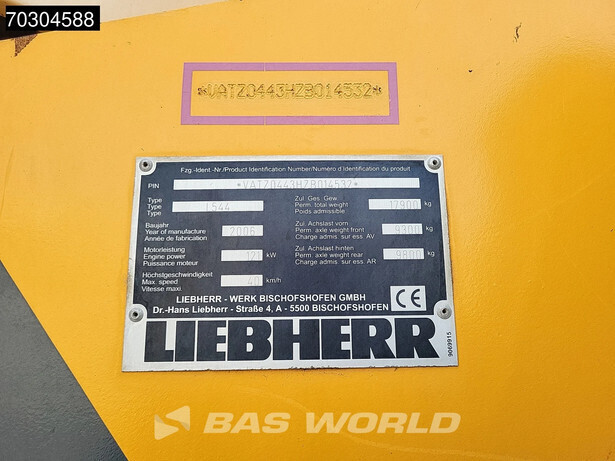 70304588
*VATZ0443HZB014532*
Fzg.-Ident.-Nr./Product Identification Number/Numéro d'Identification du produit
PIN *VATZ0443HZB014532*
Type Type Type L544
Zul. Ges. Gew. Perm. total weight Poids admissible 17900 kg
Baujahr Year of manufacture Année de fabrication 2006
Zul. Achslast vorn Perm. axle weight front Charge admis. sur ess. AV 9300 kg
Motorleistung Engine power Puissance moteur 121 kW
Zul. Achslast hinten Perm. axle weight rear Charge admis. sur ess. AR 9800 kg
Höchstgeschwindigkeit Max. speed Vitesse maxi. 40 km/h
LIEBHERR - WERK BISCHOFSHOFEN GMBH
Dr.-Hans Liebherr - Straße 4, A - 5500 BISCHOFSHOFEN
CE
LIEBHERR
9069915
BAS WORLD